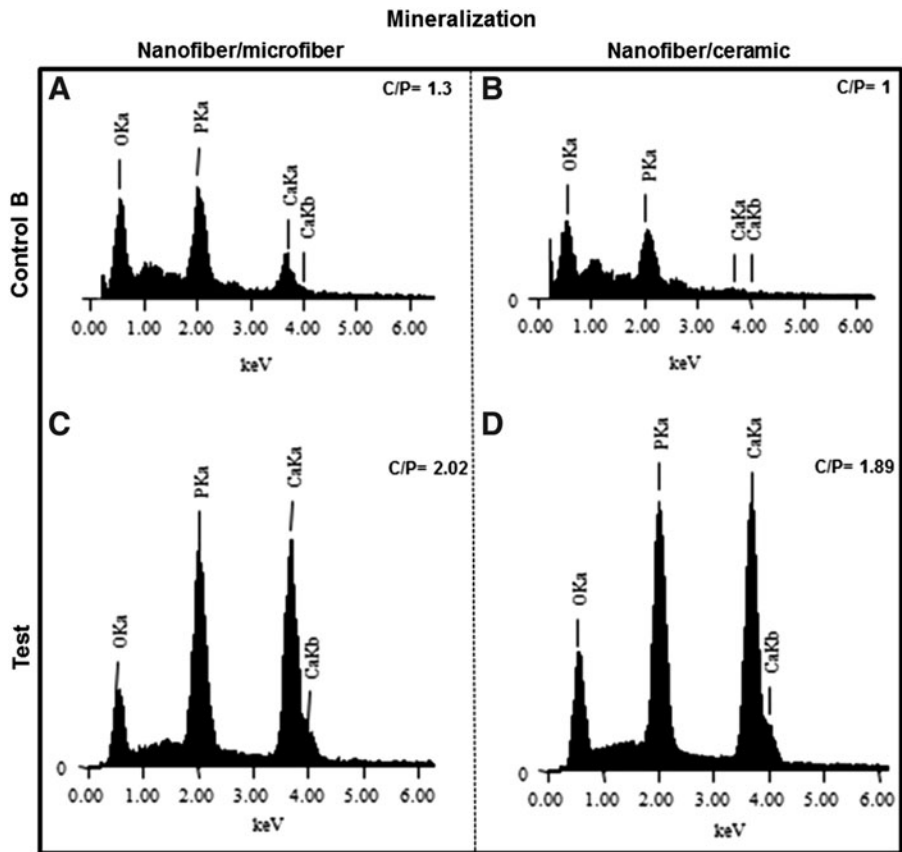 Mineralization
Nanofiber/microfiber
Nanofiber/ceramic
Control B
A
C/P= 1.3
OKa
PKa
CaKa
CaKb
0
0.00 1.00 2.00 3.00 4.00 5.00 6.00
keV
B
C/P= 1
OKa
PKa
CaKa
CaKb
0
0.00 1.00 2.00 3.00 4.00 5.00 6.00
keV
Test
C
C/P= 2.02
OKa
PKa
CaKa
CaKb
0
0.00 1.00 2.00 3.00 4.00 5.00 6.00
keV
D
C/P= 1.89
OKa
PKa
CaKa
CaKb
0
0.00 1.00 2.00 3.00 4.00 5.00 6.00
keV